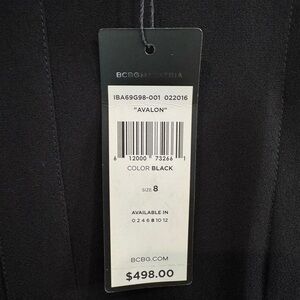 IBA69G98-001 022016
"AVALON"
6 12000 73266 1
COLOR BLACK
SIZE 8
AVAILABLE IN
0 2 4 6 8 10 12
BCBG.COM
$498.00